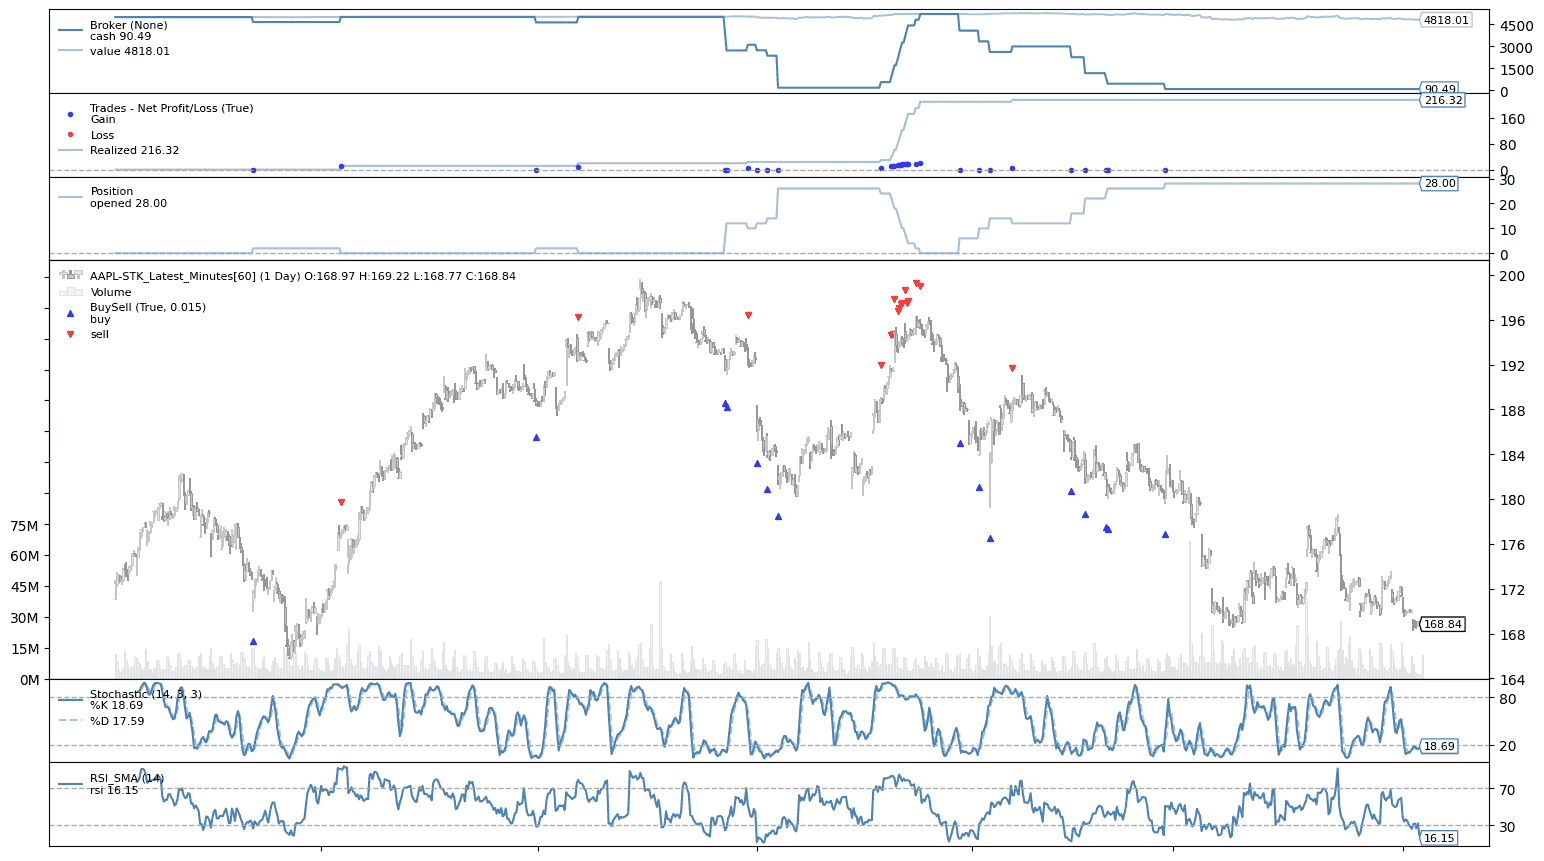 Broker (None)
cash 90.49
value 4818.01
4818.01
4500
3000
1500
0
90.49
Trades - Net Profit/Loss (True)
Gain
Loss
Realized 216.32
216.32
160
80
0
Position
opened 28.00
30
28.00
20
10
0
AAPL-STK_Latest_Minutes[60] (1 Day) O:168.97 H:169.22 L:168.77 C:168.84
Volume
BuySell (True, 0.015)
buy
sell
200
196
192
188
184
180
176
172
168
164
168.84
75M
60M
45M
30M
15M
0M
Stochastic (14, 3, 3)
%K 18.69
%D 17.59
80
20
18.69
RSI_SMA (14)
rsi 16.15
70
30
16.15